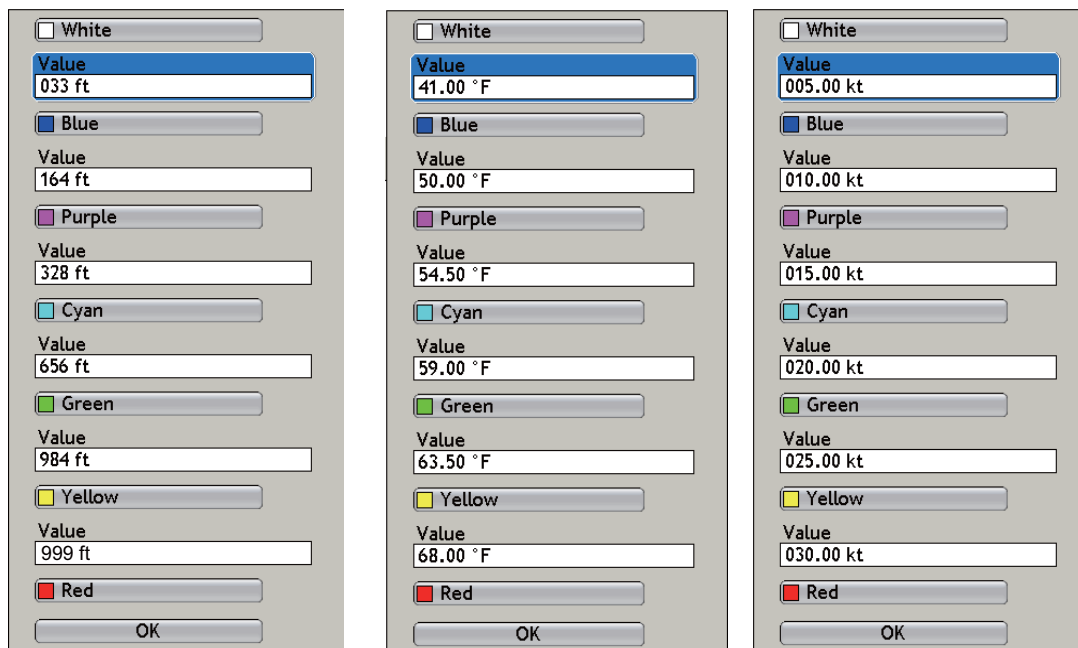 White
Value
033 ft
Blue
Value
164 ft
Purple
Value
328 ft
Cyan
Value
656 ft
Green
Value
984 ft
Yellow
Value
999 ft
Red
OK
White
Value
41.00 °F
Blue
Value
50.00 °F
Purple
Value
54.50 °F
Cyan
Value
59.00 °F
Green
Value
63.50 °F
Yellow
Value
68.00 °F
Red
OK
White
Value
005.00 kt
Blue
Value
010.00 kt
Purple
Value
015.00 kt
Cyan
Value
020.00 kt
Green
Value
025.00 kt
Yellow
Value
030.00 kt
Red
OK